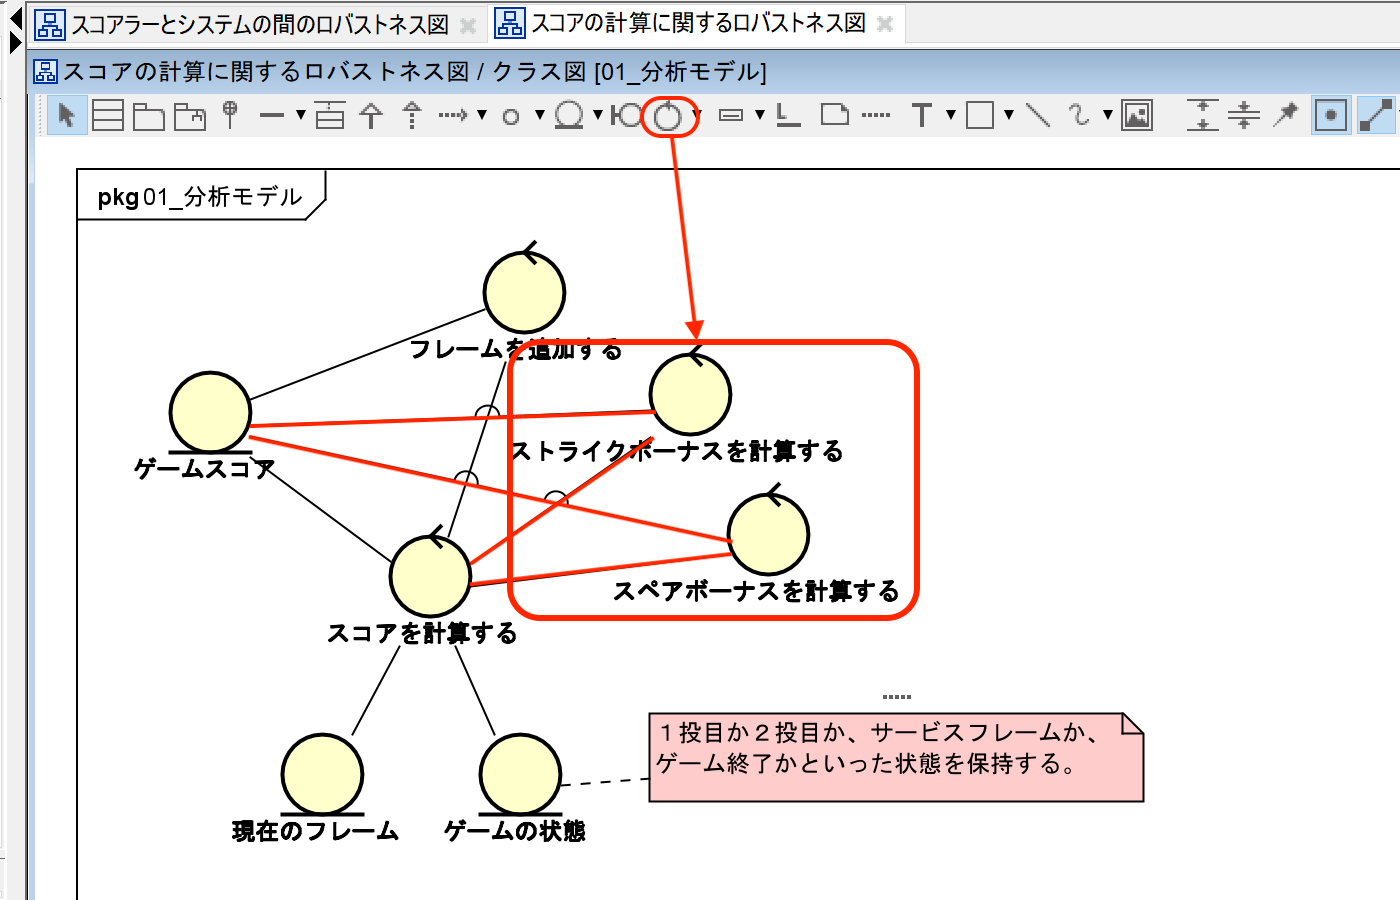 スコアラーとシステムの間のロバストネス図
スコアの計算に関するロバストネス図
スコアの計算に関するロバストネス図 / クラス図 [01_分析モデル]
pkg 01_分析モデル
フレームを追加する
ゲームスコア
ストライクボーナスを計算する
スペアボーナスを計算する
スコアを計算する
１投目か２投目か、サービスフレームか、
ゲーム終了かといった状態を保持する。
現在のフレーム
ゲームの状態